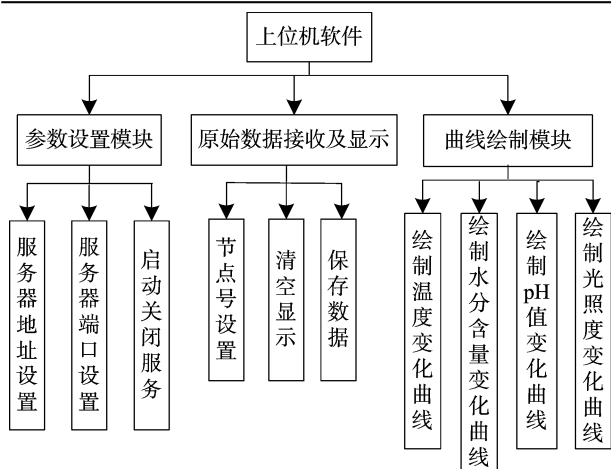 上位机软件
参数设置模块
原始数据接收及显示
曲线绘制模块
服务器地址设置
服务器端口设置
启动关闭服务
节点号设置
清空显示
保存数据
绘制温度变化曲线
绘制水分含量变化曲线
绘制pH值变化曲线
绘制光照度变化曲线